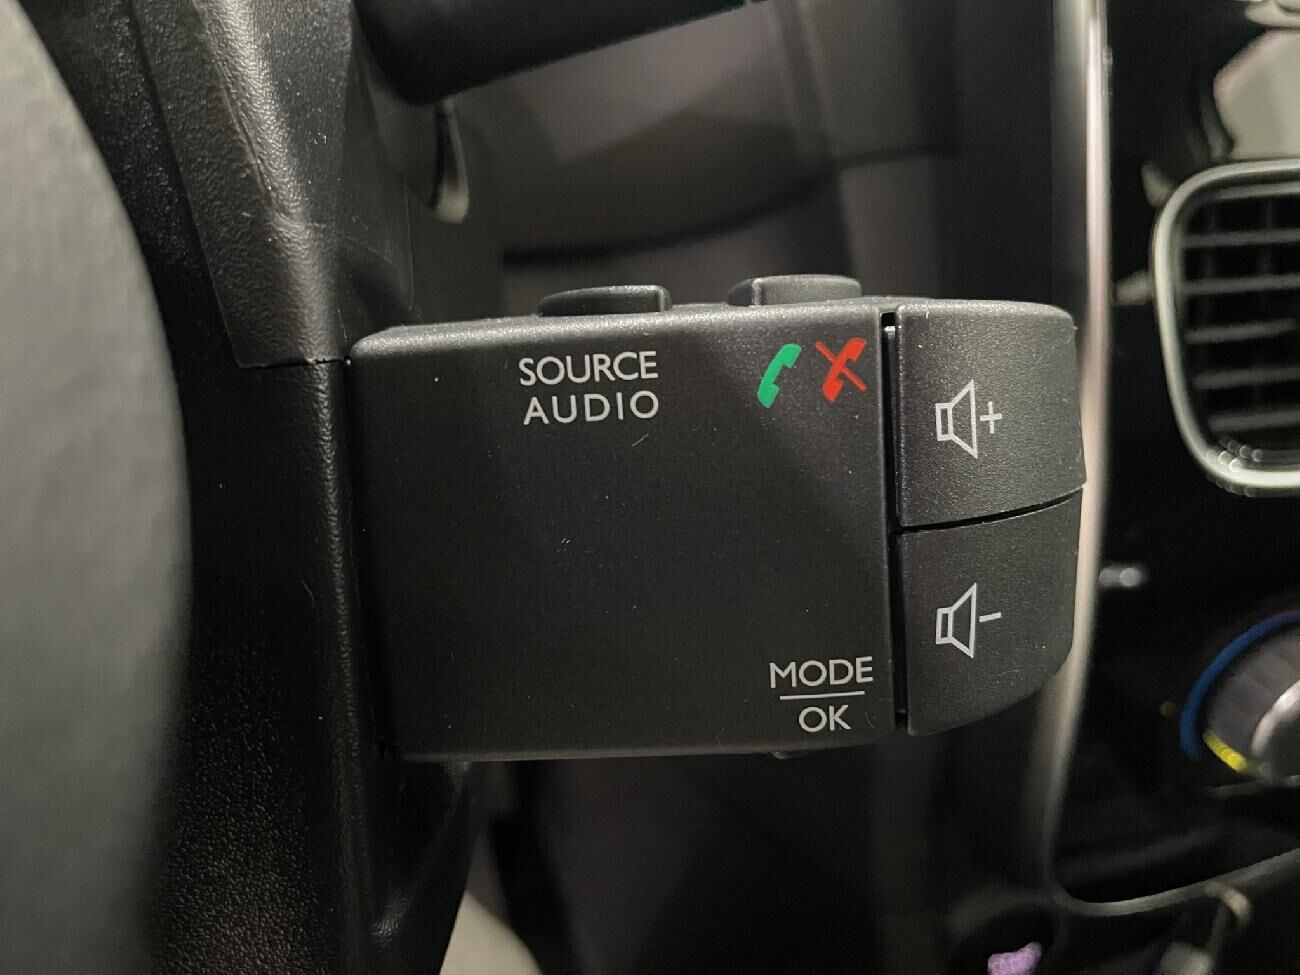 SOURCE
AUDIO
+
-
MODE
OK